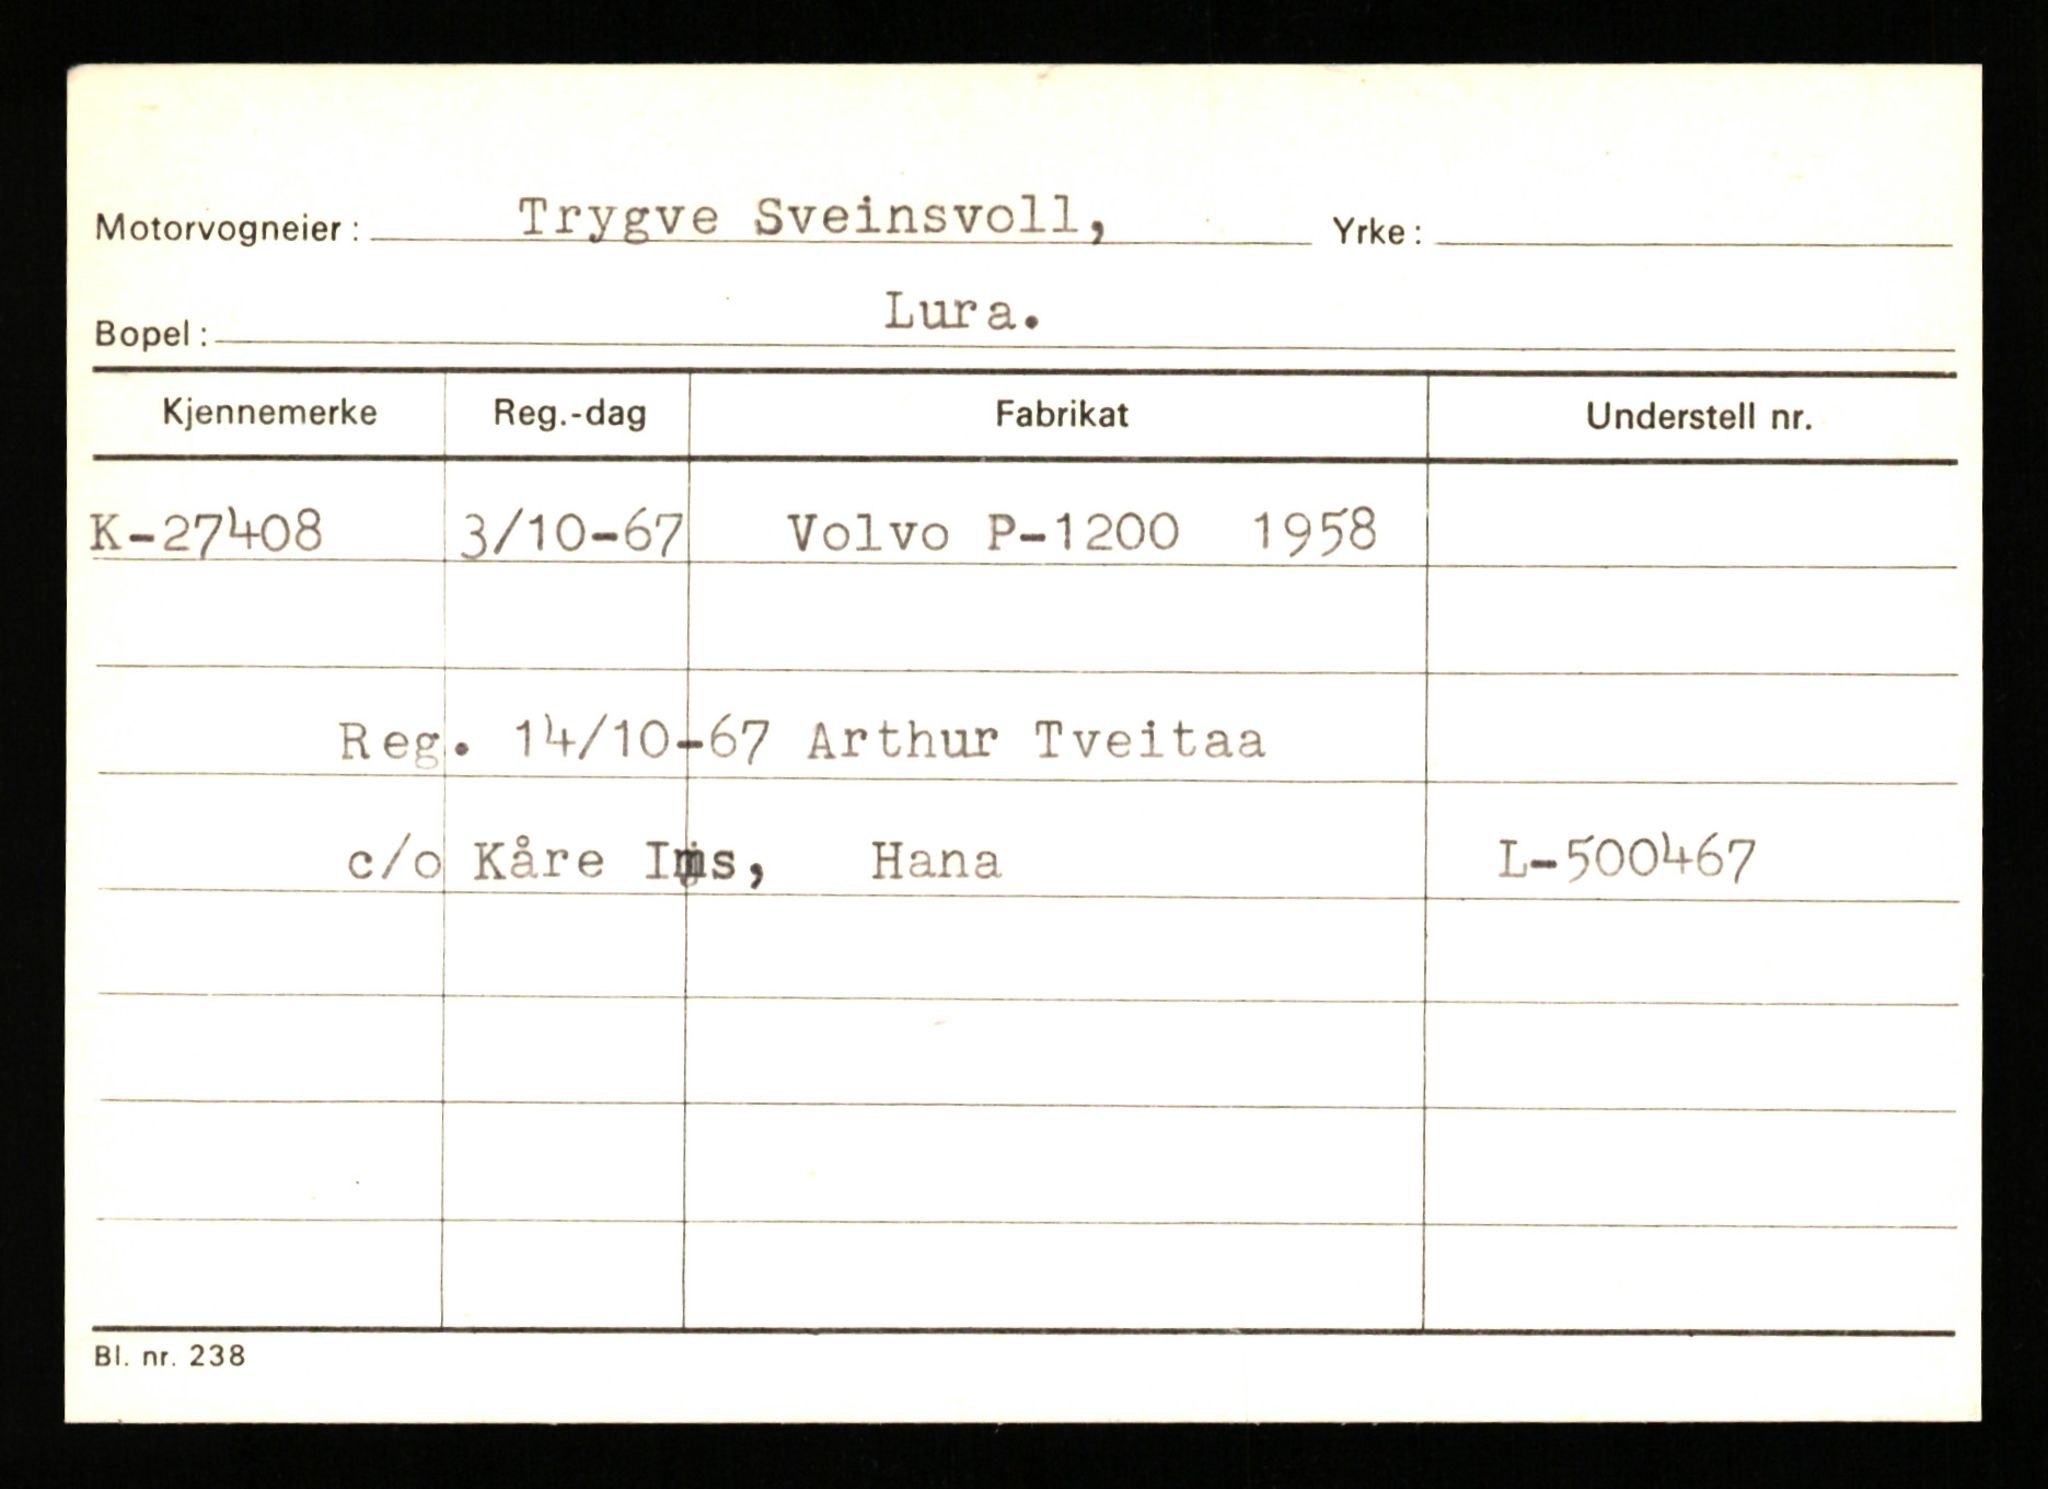 Motorvogneier: Trygve Sveinsvoll, Yrke:
Bopel: Lura.
Kjennemerke Reg.-dag Fabrikat Understell nr.
K-27408 3/10-67 Volvo P-1200 1958
Reg. 14/10-67 Arthur Tveitaa
c/o Kåre Ims, Hana L-500467
Bl. nr. 238